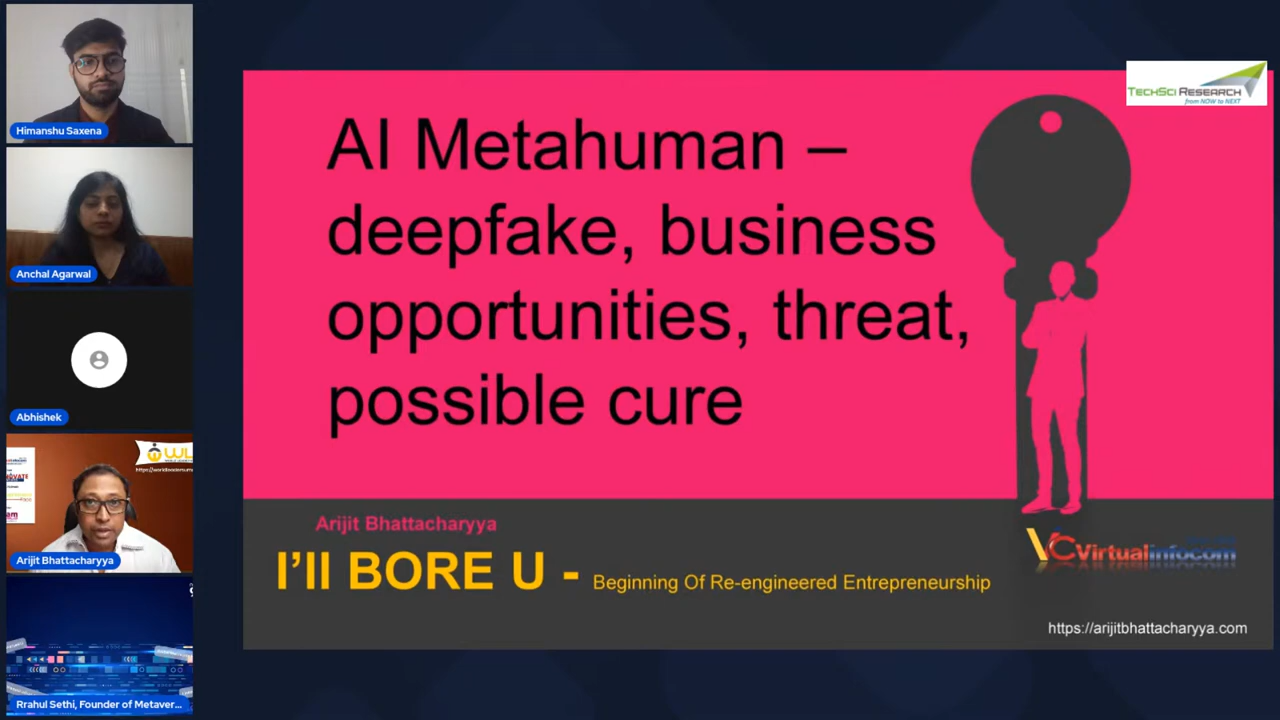 Himanshu Saxena
Anchal Agarwal
Abhishek
WL
Arijit Bhattacharyya
Rrahul Sethi, Founder of Metaver...
TechSci Research
from NOW to NEXT
AI Metahuman –
deepfake, business
opportunities, threat,
possible cure
Arijit Bhattacharyya
I'll BORE U - Beginning Of Re-engineered Entrepreneurship
VCVirtualinfocom
https://arijitbhattacharyya.com